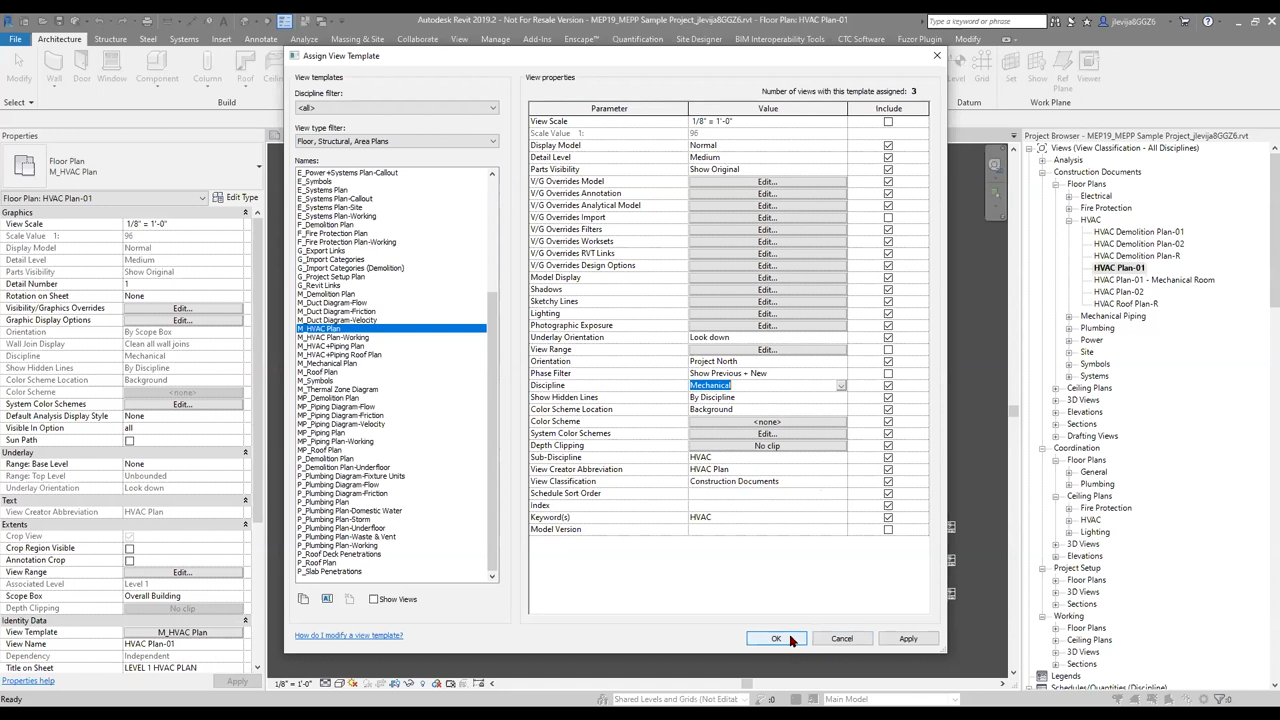 Autodesk Revit 2019.2 - Not For Resale Version - MEP19_MEPP Sample Project_jlevija8GGZ6 - Floor Plan: HVAC Plan-01
Type a keyword or phrase
jlevija8GGZ6
File Architecture Structure Steel Systems Insert Annotate Analyze Massing & Site Collaborate View Manage Add-Ins Enscape™ Quantification Site Designer BIM Interoperability Tools CTC Software Fuzor Plugin Modify
Modify Wall Door Window Component Column Roof
Level Grid Set Show Ref Plane Viewer
Select Build Datum Work Plane
Properties
Floor Plan
M_HVAC Plan
Floor Plan: HVAC Plan-01 Edit Type
Graphics
View Scale 1/8" = 1'-0"
Scale Value 1: 96
Display Model Normal
Detail Level Medium
Parts Visibility Show Original
Detail Number 1
Rotation on Sheet None
Visibility/Graphics Overrides Edit...
Graphic Display Options Edit...
Orientation By Scope Box
Wall Join Display Clean all wall joins
Discipline Mechanical
Show Hidden Lines By Discipline
Color Scheme Location Background
Color Scheme <none>
System Color Schemes Edit...
Default Analysis Display Style None
Visible In Option all
Sun Path
Underlay
Range: Base Level None
Range: Top Level Unbounded
Underlay Orientation Look down
Text
View Creator Abbreviation HVAC Plan
Extents
Crop View
Crop Region Visible
Annotation Crop
View Range Edit...
Associated Level Level 1
Scope Box Overall Building
Depth Clipping No clip
Identity Data
View Template M_HVAC Plan
View Name HVAC Plan-01
Dependency Independent
Title on Sheet LEVEL 1 HVAC PLAN
Properties help Apply
Assign View Template
View templates
Discipline filter:
<all>
View type filter:
Floor, Structural, Area Plans
Names:
E_Power+Systems Plan-Callout
E_Symbols
E_Systems Plan
E_Systems Plan-Callout
E_Systems Plan-Site
E_Systems Plan-Working
F_Demolition Plan
F_Fire Protection Plan
F_Fire Protection Plan-Working
G_Export Links
G_Import Categories
G_Import Categories (Demolition)
G_Project Setup Plan
G_Revit Links
M_Demolition Plan
M_Duct Diagram-Flow
M_Duct Diagram-Friction
M_Duct Diagram-Velocity
M_HVAC Plan
M_HVAC Plan-Working
M_HVAC+Piping Plan
M_HVAC+Piping Roof Plan
M_Mechanical Plan
M_Roof Plan
M_Symbols
M_Thermal Zone Diagram
MP_Demolition Plan
MP_Piping Diagram-Flow
MP_Piping Diagram-Friction
MP_Piping Diagram-Velocity
MP_Piping Plan
MP_Piping Plan-Working
MP_Roof Plan
P_Demolition Plan
P_Demolition Plan-Underfloor
P_Plumbing Diagram-Fixture Units
P_Plumbing Diagram-Flow
P_Plumbing Diagram-Friction
P_Plumbing Plan
P_Plumbing Plan-Domestic Water
P_Plumbing Plan-Storm
P_Plumbing Plan-Underfloor
P_Plumbing Plan-Waste & Vent
P_Plumbing Plan-Working
P_Roof Deck Penetrations
P_Roof Plan
P_Slab Penetrations
Show Views
How do I modify a view template?
View properties
Number of views with this template assigned: 3
Parameter Value Include
View Scale 1/8" = 1'-0"
Scale Value 1: 96
Display Model Normal
Detail Level Medium
Parts Visibility Show Original
V/G Overrides Model Edit...
V/G Overrides Annotation Edit...
V/G Overrides Analytical Model Edit...
V/G Overrides Import Edit...
V/G Overrides Filters Edit...
V/G Overrides Worksets Edit...
V/G Overrides RVT Links Edit...
V/G Overrides Design Options Edit...
Model Display Edit...
Shadows Edit...
Sketchy Lines Edit...
Lighting Edit...
Photographic Exposure Edit...
Underlay Orientation Look down
View Range Edit...
Orientation Project North
Phase Filter Show Previous + New
Discipline Mechanical
Show Hidden Lines By Discipline
Color Scheme Location Background
Color Scheme <none>
System Color Schemes Edit...
Depth Clipping No clip
Sub-Discipline HVAC
View Creator Abbreviation HVAC Plan
View Classification Construction Documents
Schedule Sort Order
Index
Keyword(s) HVAC
Model Version
OK Cancel Apply
Project Browser - MEP19_MEPP Sample Project_jlevija8GGZ6.rvt
Views (View Classification - All Disciplines)
Analysis
Construction Documents
Floor Plans
Electrical
Fire Protection
HVAC
HVAC Demolition Plan-01
HVAC Demolition Plan-02
HVAC Demolition Plan-R
HVAC Plan-01
HVAC Plan-01 - Mechanical Room
HVAC Plan-02
HVAC Roof Plan-R
Mechanical Piping
Plumbing
Power
Site
Symbols
Systems
Ceiling Plans
3D Views
Elevations
Sections
Drafting Views
Coordination
Floor Plans
General
Plumbing
Ceiling Plans
Fire Protection
HVAC
Lighting
3D Views
Elevations
Project Setup
Floor Plans
3D Views
Sections
Working
Floor Plans
Ceiling Plans
3D Views
Sections
Legends
Schedules/Quantities (Discipline)
1/8" = 1'-0"
Ready
Shared Levels and Grids (Not Editab :0 Main Model :0